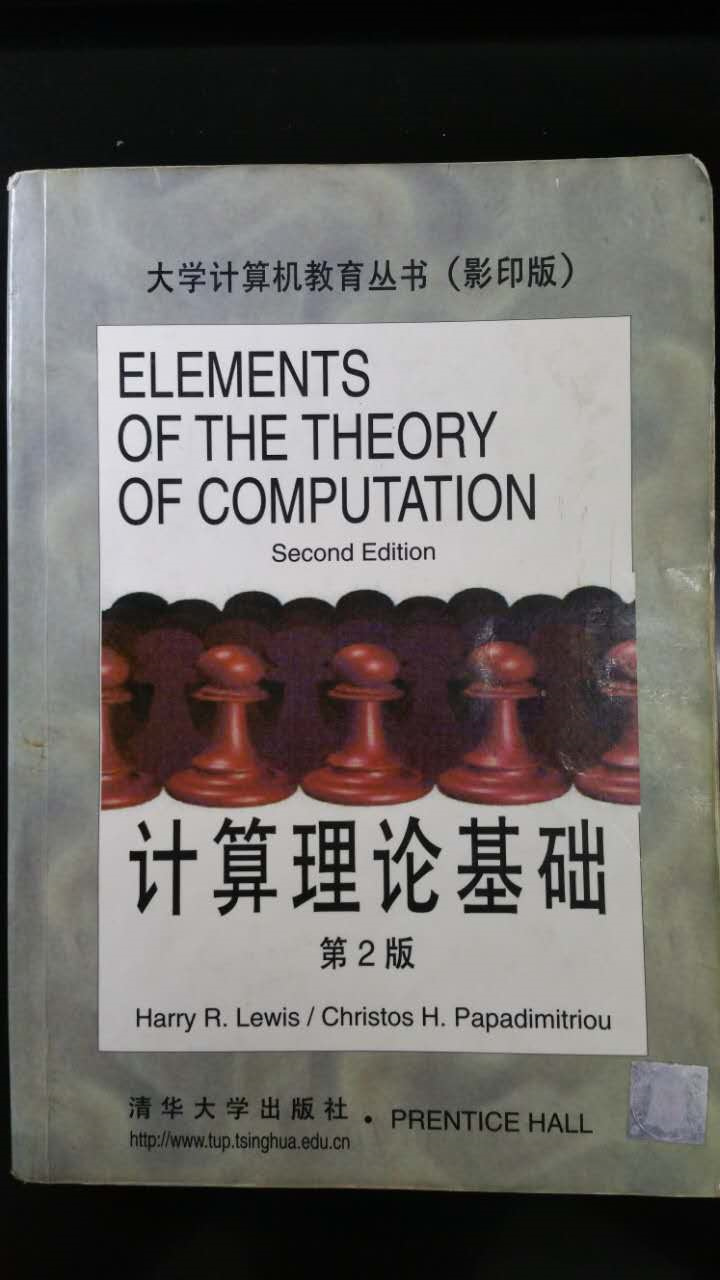 大学计算机教育丛书（影印版）
ELEMENTS
OF THE THEORY
OF COMPUTATION
Second Edition
计算理论基础
第2版
Harry R. Lewis / Christos H. Papadimitriou
清华大学出版社 · PRENTICE HALL
http://www.tup.tsinghua.edu.cn